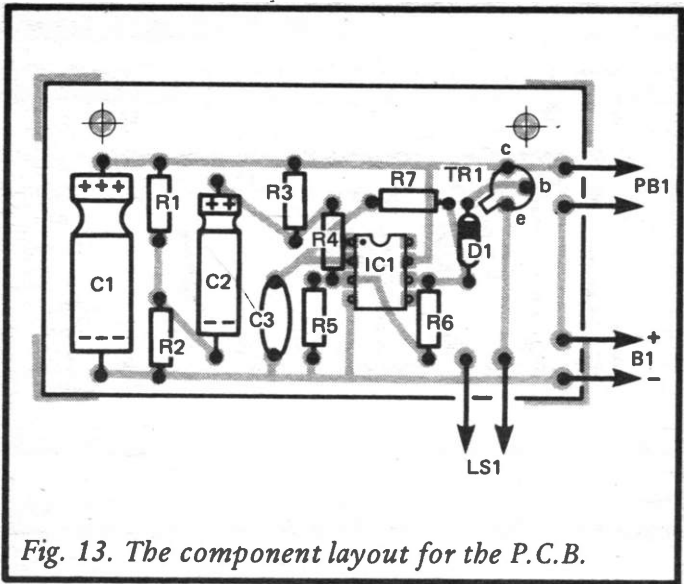 c
TR1
b
e
PB1
R7
R3
R1
R4
D1
C1
C2
IC1
C3
R5
R6
R2
+
B1
−
LS1
+++
− − −
+++
− − −
Fig. 13. The component layout for the P.C.B.